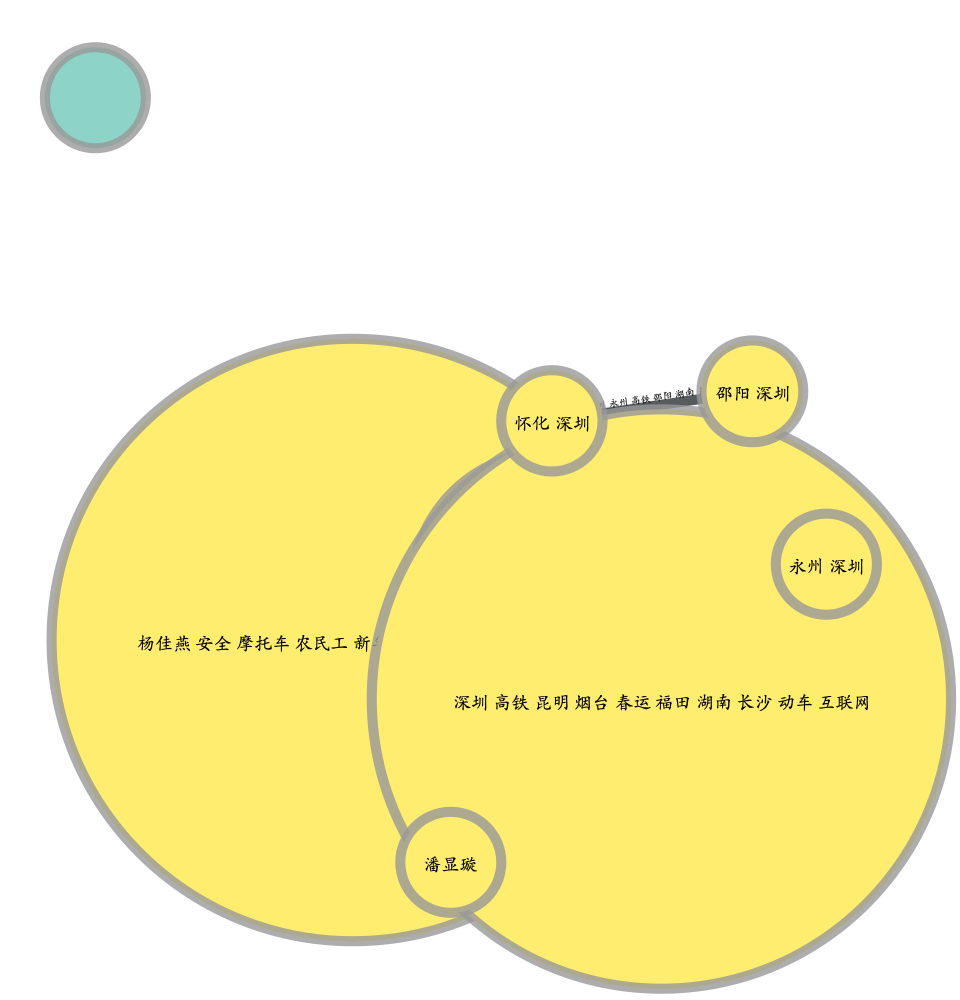 永州 高铁 邵阳 湖南
邵阳 深圳
怀化 深圳
永州 深圳
杨佳燕 安全 摩托车 农民工 新
深圳 高铁 昆明 烟台 春运 福田 湖南 长沙 动车 互联网
潘显璇